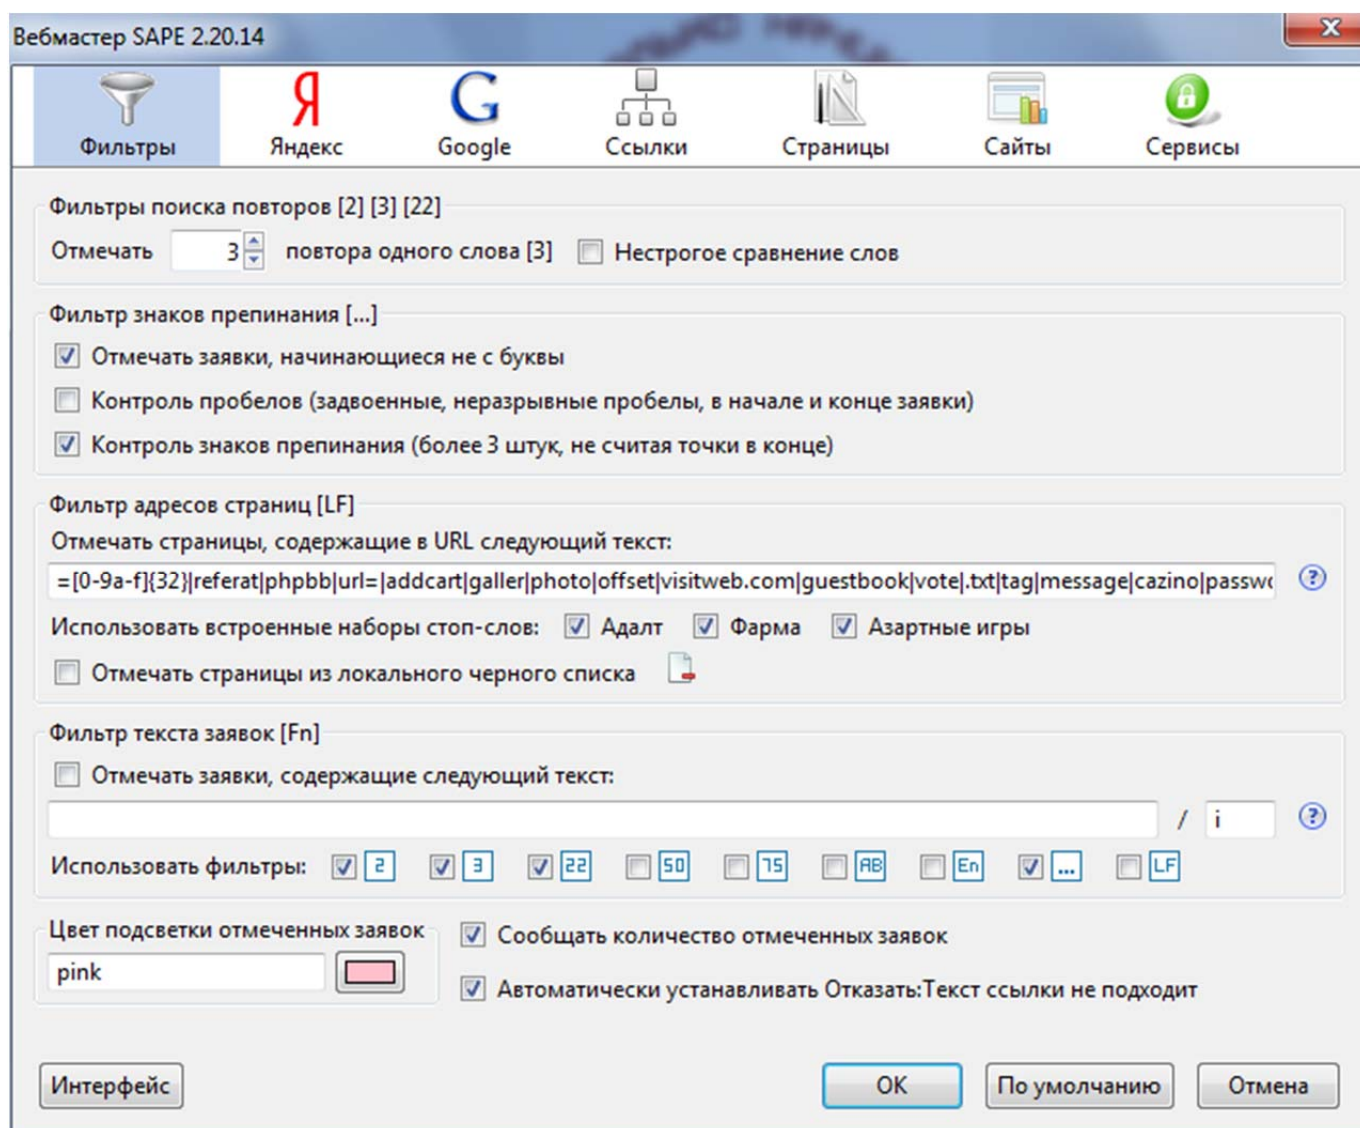 Вебмастер SAPE 2.20.14
Фильтры Яндекс Google Ссылки Страницы Сайты Сервисы
Фильтры поиска повторов [2] [3] [22]
Отмечать 3 повтора одного слова [3] Нестрогое сравнение слов
Фильтр знаков препинания [...]
Отмечать заявки, начинающиеся не с буквы
Контроль пробелов (задвоенные, неразрывные пробелы, в начале и конце заявки)
Контроль знаков препинания (более 3 штук, не считая точки в конце)
Фильтр адресов страниц [LF]
Отмечать страницы, содержащие в URL следующий текст:
=[0-9a-f]{32}|referat|phpbb|url=|addcart|galler|photo|offset|visitweb.com|guestbook|vote|.txt|tag|message|cazino|passwo
Использовать встроенные наборы стоп-слов: Адалт Фарма Азартные игры
Отмечать страницы из локального черного списка
Фильтр текста заявок [Fn]
Отмечать заявки, содержащие следующий текст:
/ i
Использовать фильтры: 2 3 22 50 75 AB En ... LF
Цвет подсветки отмеченных заявок
Сообщать количество отмеченных заявок
pink
Автоматически устанавливать Отказать:Текст ссылки не подходит
Интерфейс OK По умолчанию Отмена